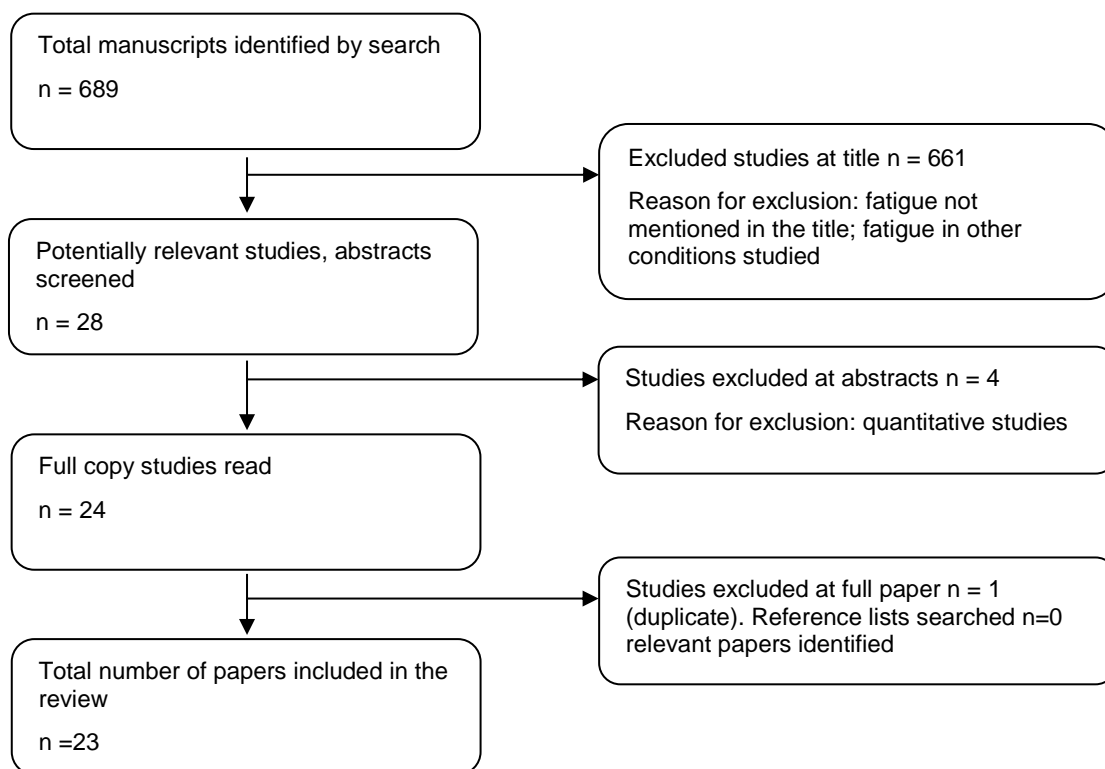 Total manuscripts identified by search
n = 689
Excluded studies at title n = 661
Reason for exclusion: fatigue not
mentioned in the title; fatigue in other
conditions studied
Potentially relevant studies, abstracts
screened
n = 28
Studies excluded at abstracts n = 4
Reason for exclusion: quantitative studies
Full copy studies read
n = 24
Studies excluded at full paper n = 1
(duplicate). Reference lists searched n=0
relevant papers identified
Total number of papers included in the
review
n =23